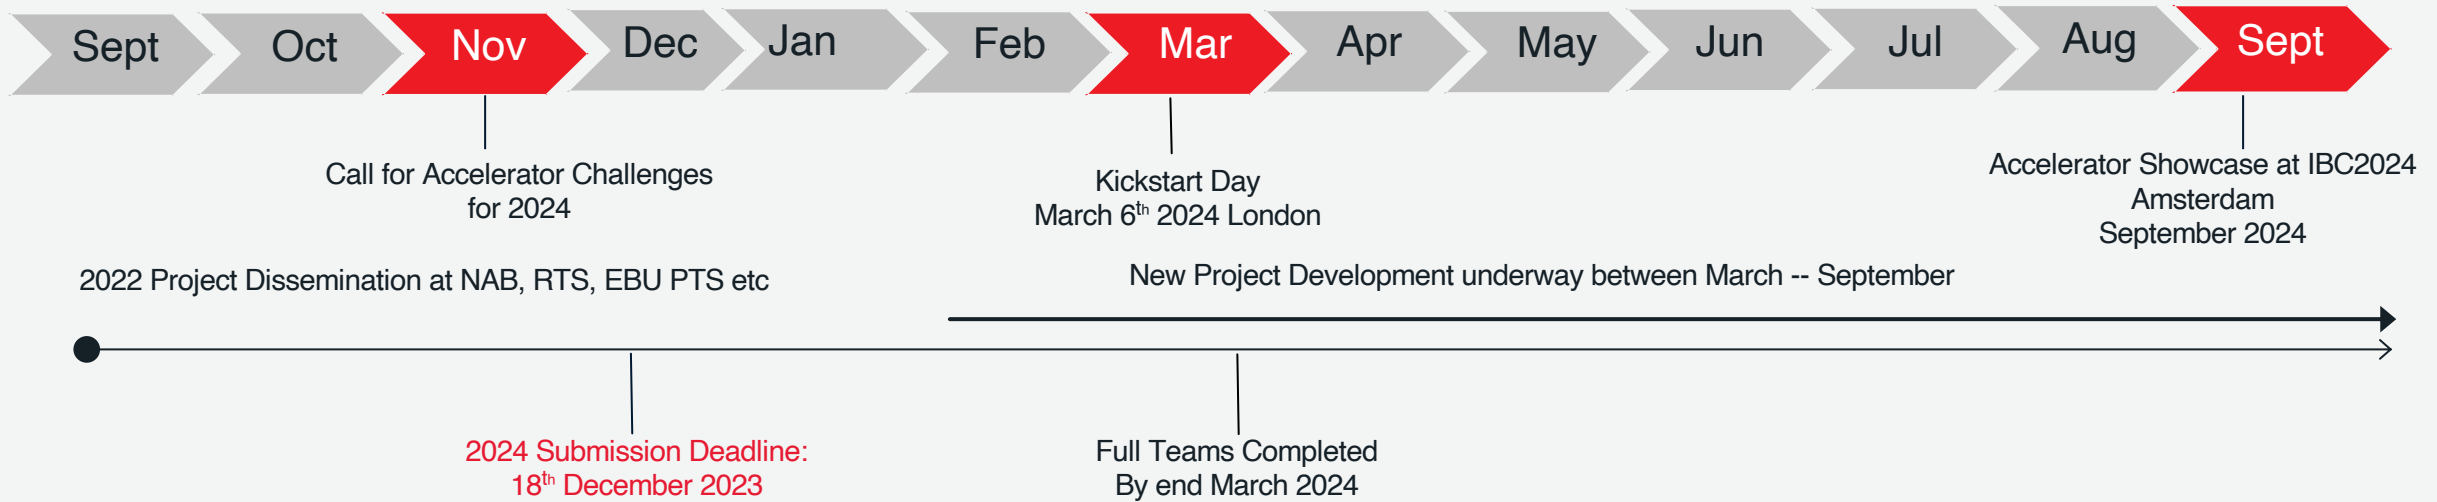 Sept Oct Nov Dec Jan Feb Mar Apr May Jun Jul Aug Sept
Call for Accelerator Challenges
for 2024
Kickstart Day
March 6th 2024 London
Accelerator Showcase at IBC2024
Amsterdam
September 2024
2022 Project Dissemination at NAB, RTS, EBU PTS etc
New Project Development underway between March -- September
2024 Submission Deadline:
18th December 2023
Full Teams Completed
By end March 2024